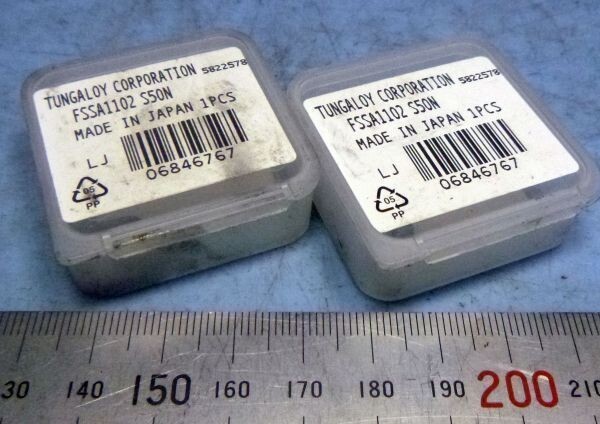 TUNGALOY CORPORATION 5822578
FSSA1102 S50N
MADE IN JAPAN 1PCS
LJ
06846767
05
PP
TUNGALOY CORPORATION 5822578
FSSA1102 S50N
MADE IN JAPAN 1PCS
LJ
06846767
05
PP
30 140 150 160 170 180 190 200 210